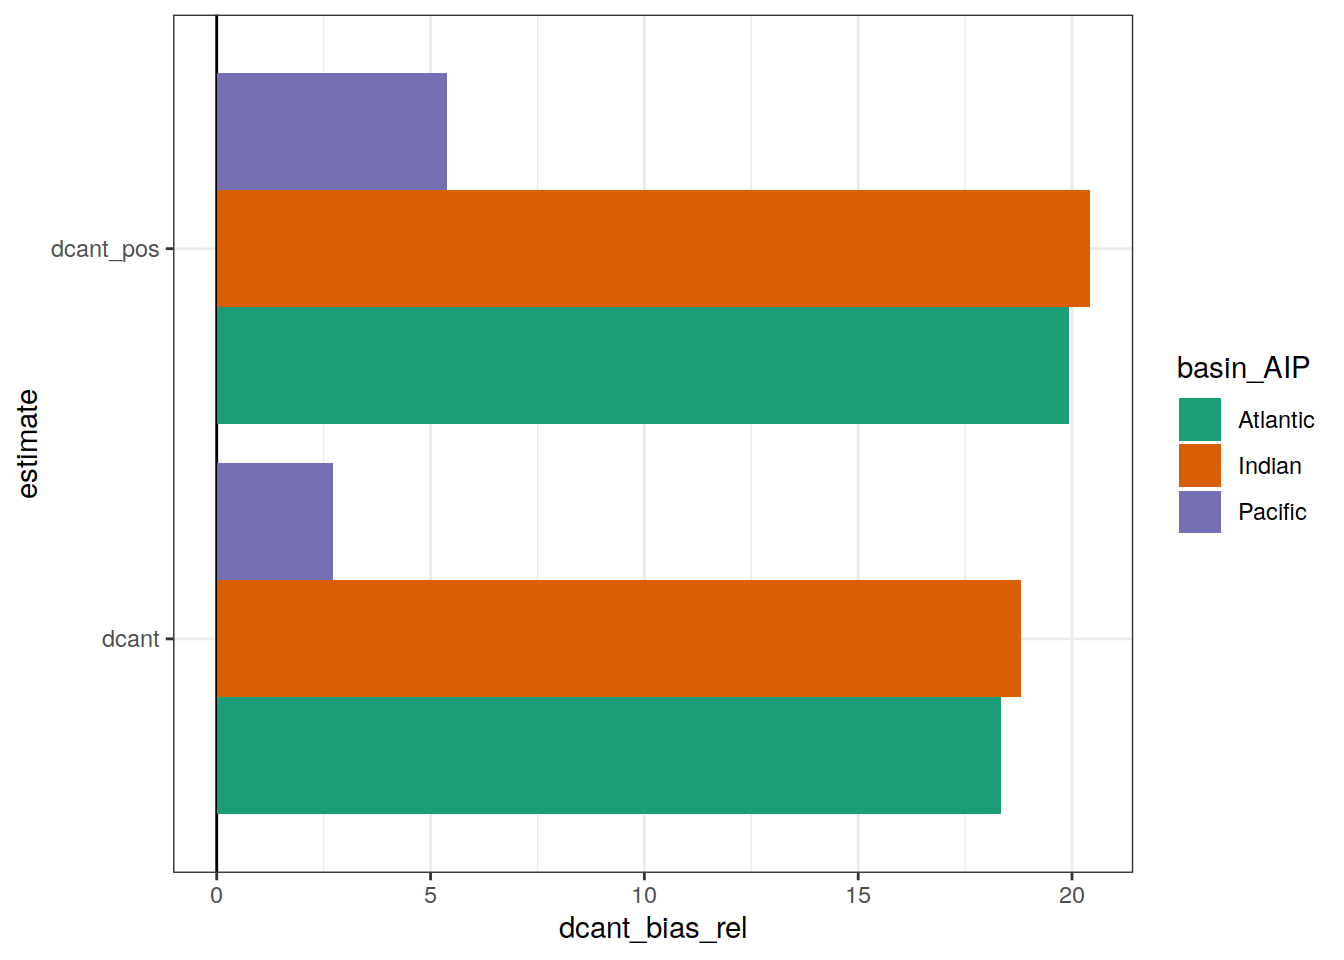 estimate
dcant_pos
dcant
0 5 10 15 20
dcant_bias_rel
basin_AIP
Atlantic
Indian
Pacific